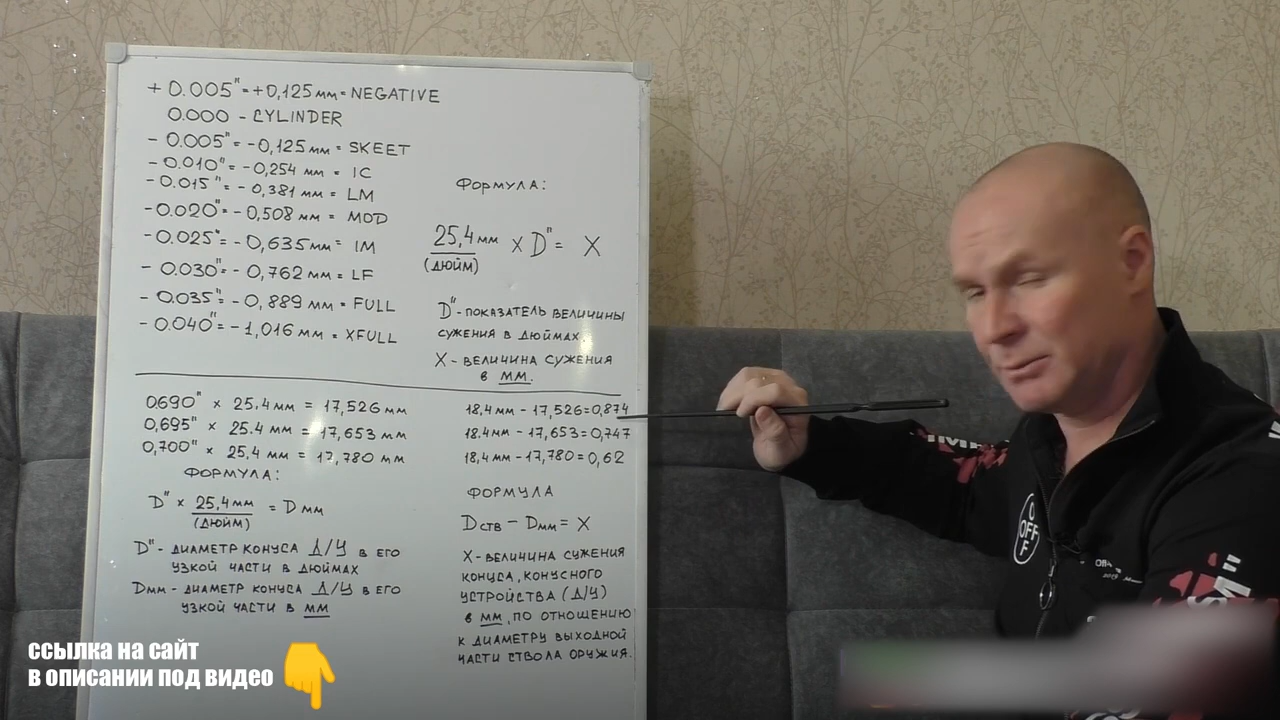 + 0.005" = +0,125 мм = NEGATIVE
0.000 - CYLINDER
- 0.005" = -0,125 мм = SKEET
- 0.010" = -0,254 мм = IC
- 0.015" = -0,381 мм = LM
- 0.020" = -0,508 мм = MOD
- 0.025" = -0,635 мм = IM
- 0.030" = -0,762 мм = LF
- 0.035" = -0,889 мм = FULL
- 0.040" = -1,016 мм = XFULL
Формула:
25,4 мм
(дюйм)
x D" = X
D" - показатель величины
сужения в дюймах.
X - величина сужения
в мм.
0.690" x 25.4 мм = 17,526 мм
0,695" x 25.4 мм = 17,653 мм
0,700" x 25.4 мм = 17,780 мм
Формула:
D" x 25,4 мм = D мм
(дюйм)
D" - диаметр конуса Д/У в его
узкой части в дюймах
Dмм - диаметр конуса Д/У в его
узкой части в мм
18,4 мм - 17,526 = 0,874
18.4 мм - 17,653 = 0,747
18,4 мм - 17,780 = 0,62
Формула
Dств - Dмм = X
X - величина сужения
конуса, конусного
устройства (Д/У)
в мм, по отношению
к диаметру выходной
части ствола оружия.
OFF
OFF
ссылка на сайт
в описании под видео